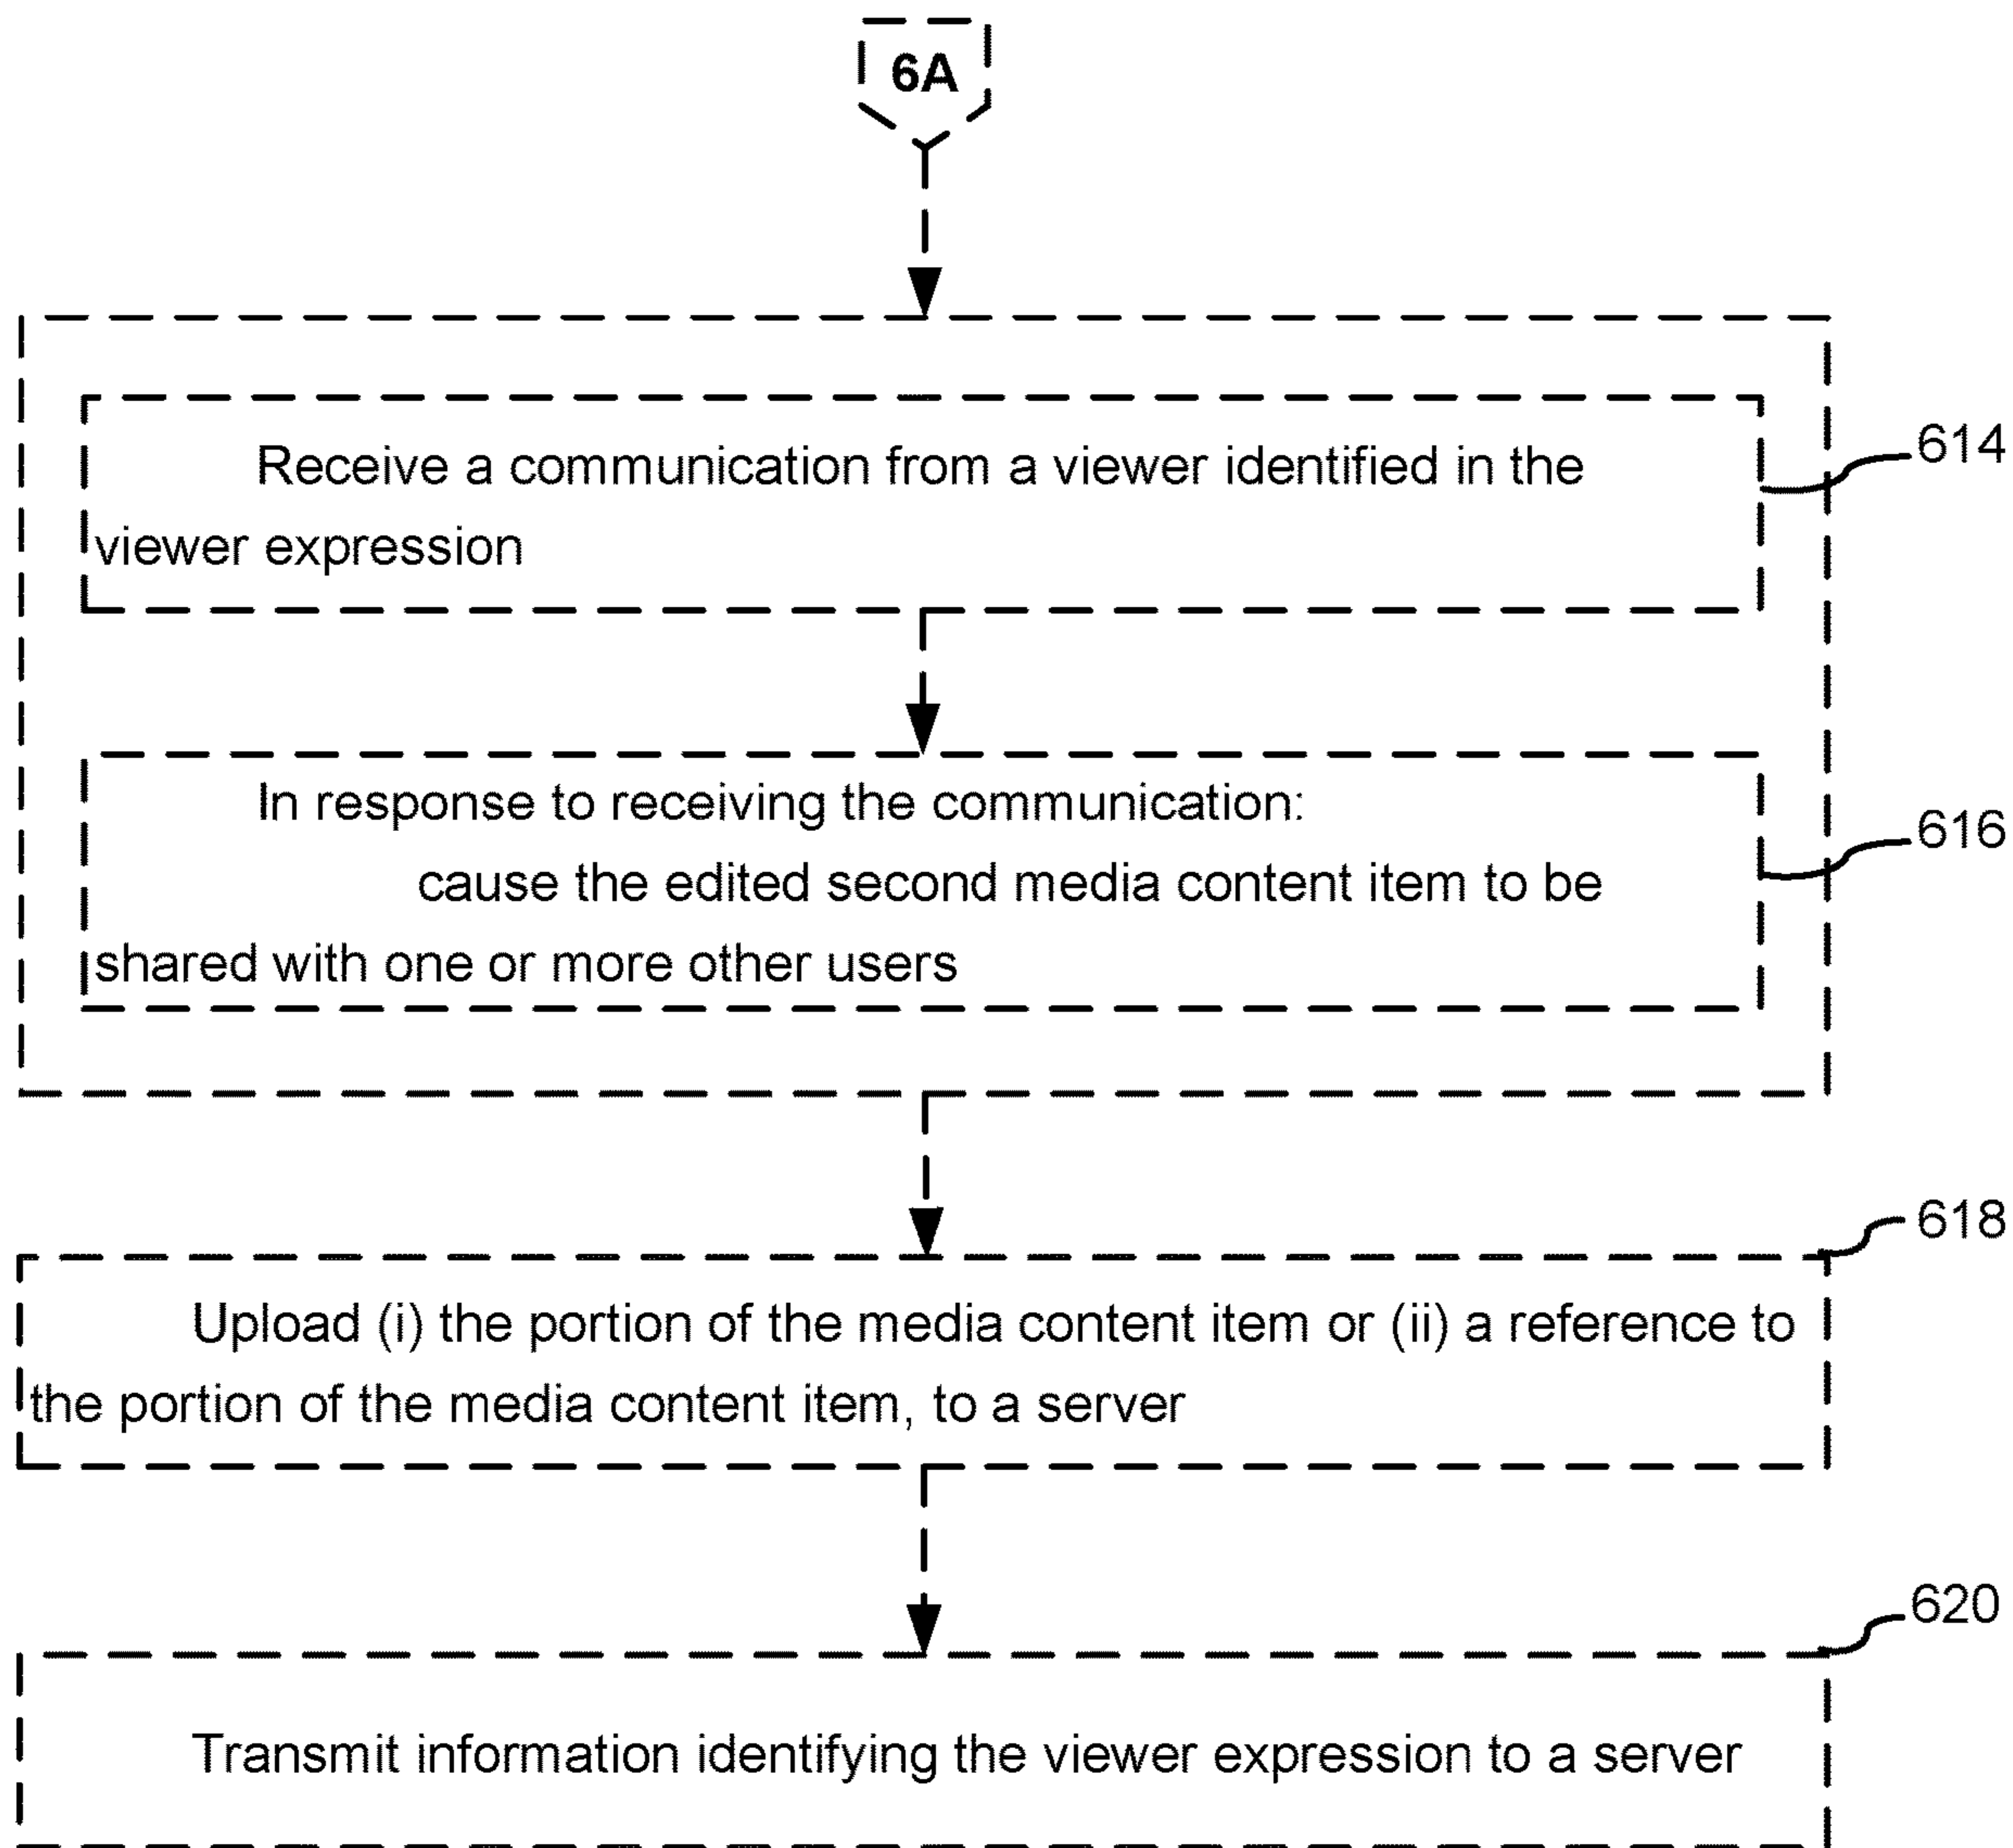 6A
Receive a communication from a viewer identified in the
viewer expression
614
In response to receiving the communication:
cause the edited second media content item to be
shared with one or more other users
616
618
Upload (i) the portion of the media content item or (ii) a reference to
the portion of the media content item, to a server
620
Transmit information identifying the viewer expression to a server